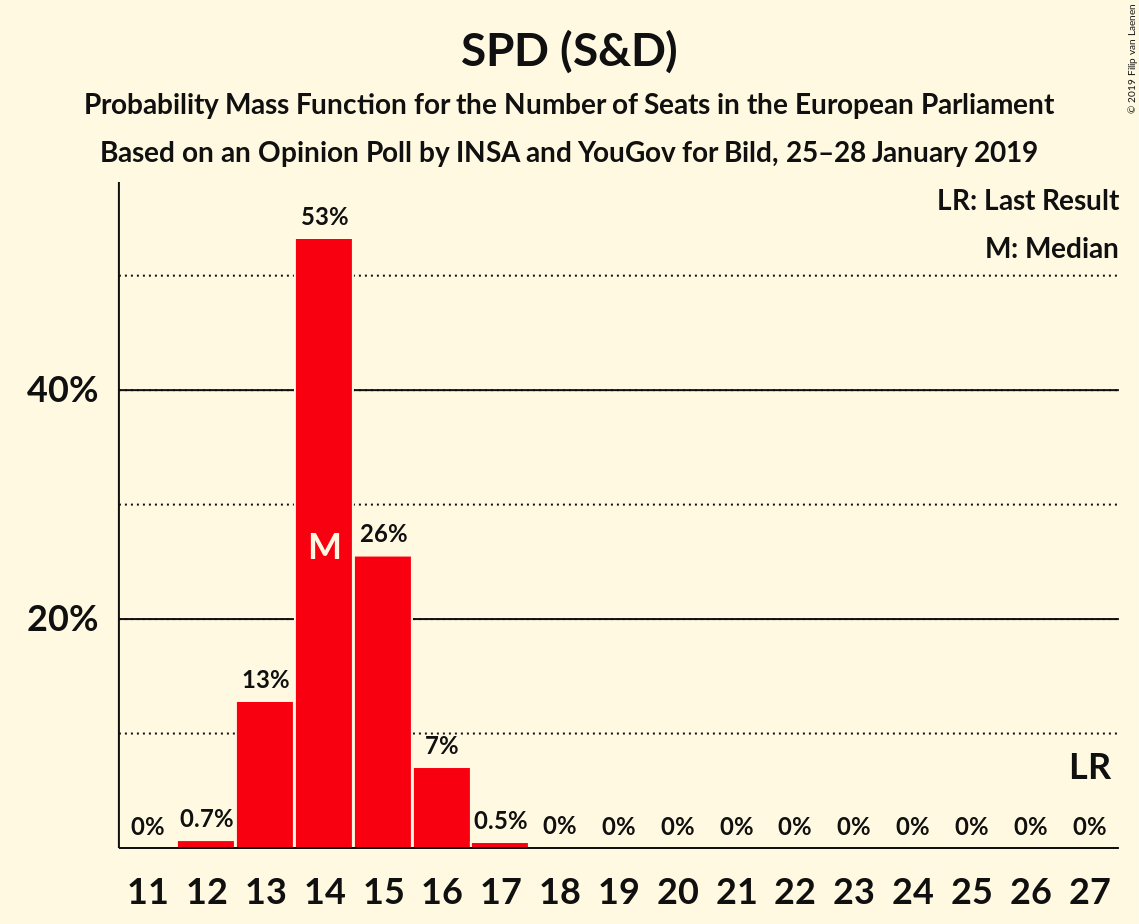 SPD (S&D)
Probability Mass Function for the Number of Seats in the European Parliament
Based on an Opinion Poll by INSA and YouGov for Bild, 25–28 January 2019
© 2019 Filip van Laenen
LR: Last Result
M: Median
53%
40%
M
26%
20%
13%
7%
LR
0% 0.7% 0.5% 0% 0% 0% 0% 0% 0% 0% 0% 0% 0%
11 12 13 14 15 16 17 18 19 20 21 22 23 24 25 26 27